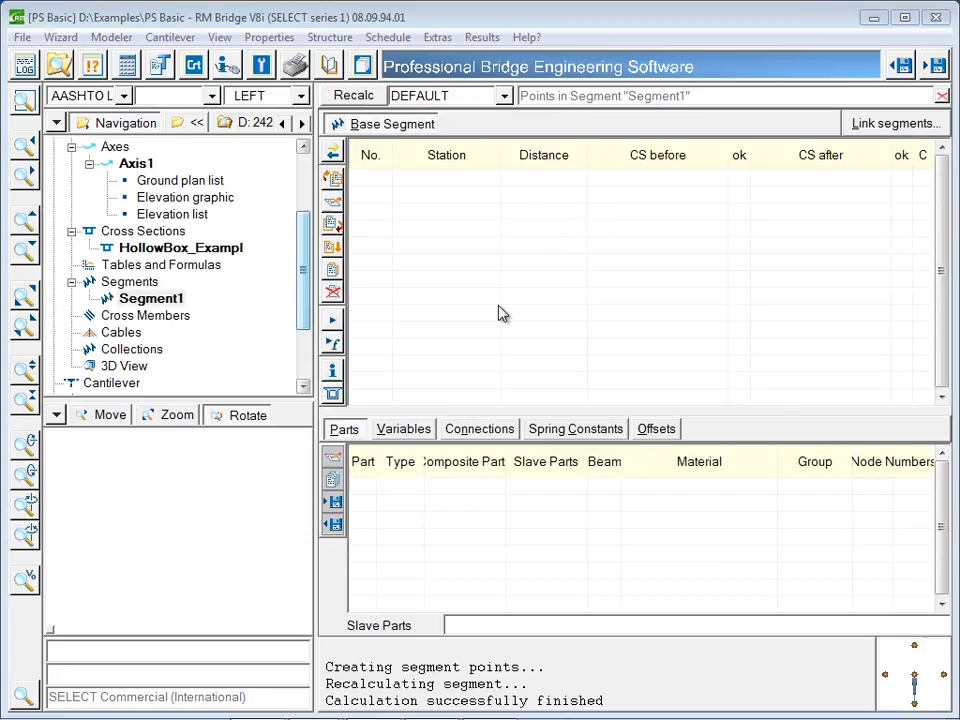 [PS Basic] D:\Examples\PS Basic - RM Bridge V8i (SELECT series 1) 08.09.94.01
File Wizard Modeler Cantilever View Properties Structure Schedule Extras Results Help?
LOG !? Crt Professional Bridge Engineering Software
AASHTO L LEFT Recalc DEFAULT Points in Segment "Segment1"
Navigation << D: 242 Base Segment Link segments...
No. Station Distance CS before ok CS after ok C
Axes
Axis1
Ground plan list
Elevation graphic
Elevation list
Cross Sections
HollowBox_Exampl
Tables and Formulas
Segments
Segment1
Cross Members
Cables
Collections
3D View
Cantilever
Move Zoom Rotate
Parts Variables Connections Spring Constants Offsets
Part Type Composite Part Slave Parts Beam Material Group Node Numbers
Slave Parts
Creating segment points...
Recalculating segment...
Calculation successfully finished
SELECT Commercial (International)